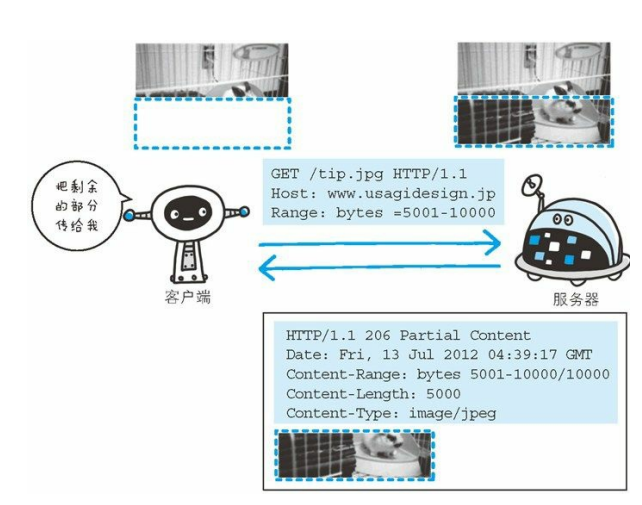 把剩余
的部分
传给我
GET /tip.jpg HTTP/1.1
Host: www.usagidesign.jp
Range: bytes =5001-10000
客户端
服务器
HTTP/1.1 206 Partial Content
Date: Fri, 13 Jul 2012 04:39:17 GMT
Content-Range: bytes 5001-10000/10000
Content-Length: 5000
Content-Type: image/jpeg